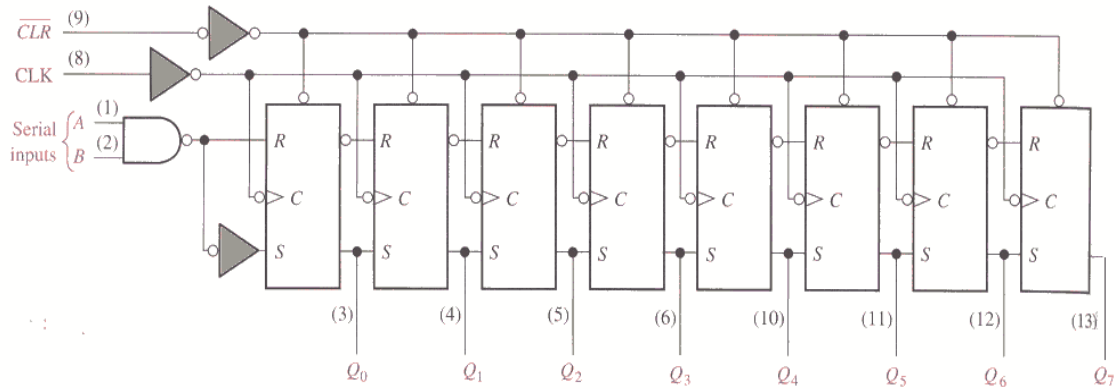 CLR (9)
CLK (8)
Serial inputs
A (1)
B (2)
R R R R R R R R
C C C C C C C C
S S S S S S S S
(3) (4) (5) (6) (10) (11) (12) (13)
Q0 Q1 Q2 Q3 Q4 Q5 Q6 Q7